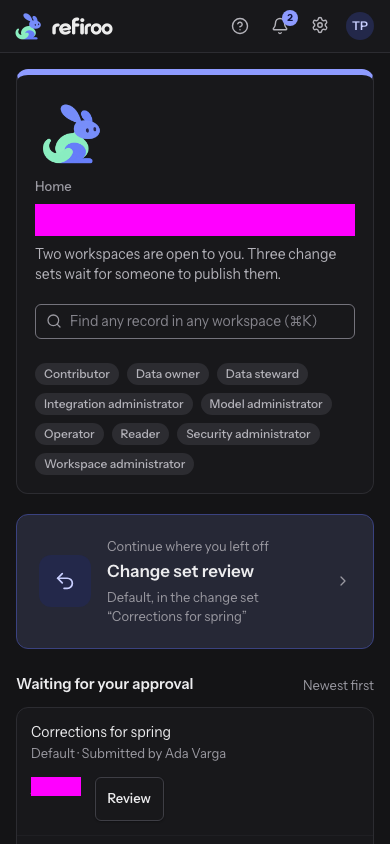 refiroo
2
TP
Home
Two workspaces are open to you. Three change
sets wait for someone to publish them.
Find any record in any workspace (⌘K)
Contributor
Data owner
Data steward
Integration administrator
Model administrator
Operator
Reader
Security administrator
Workspace administrator
Continue where you left off
Change set review
Default, in the change set
“Corrections for spring”
Waiting for your approval
Newest first
Corrections for spring
Default · Submitted by Ada Varga
Review